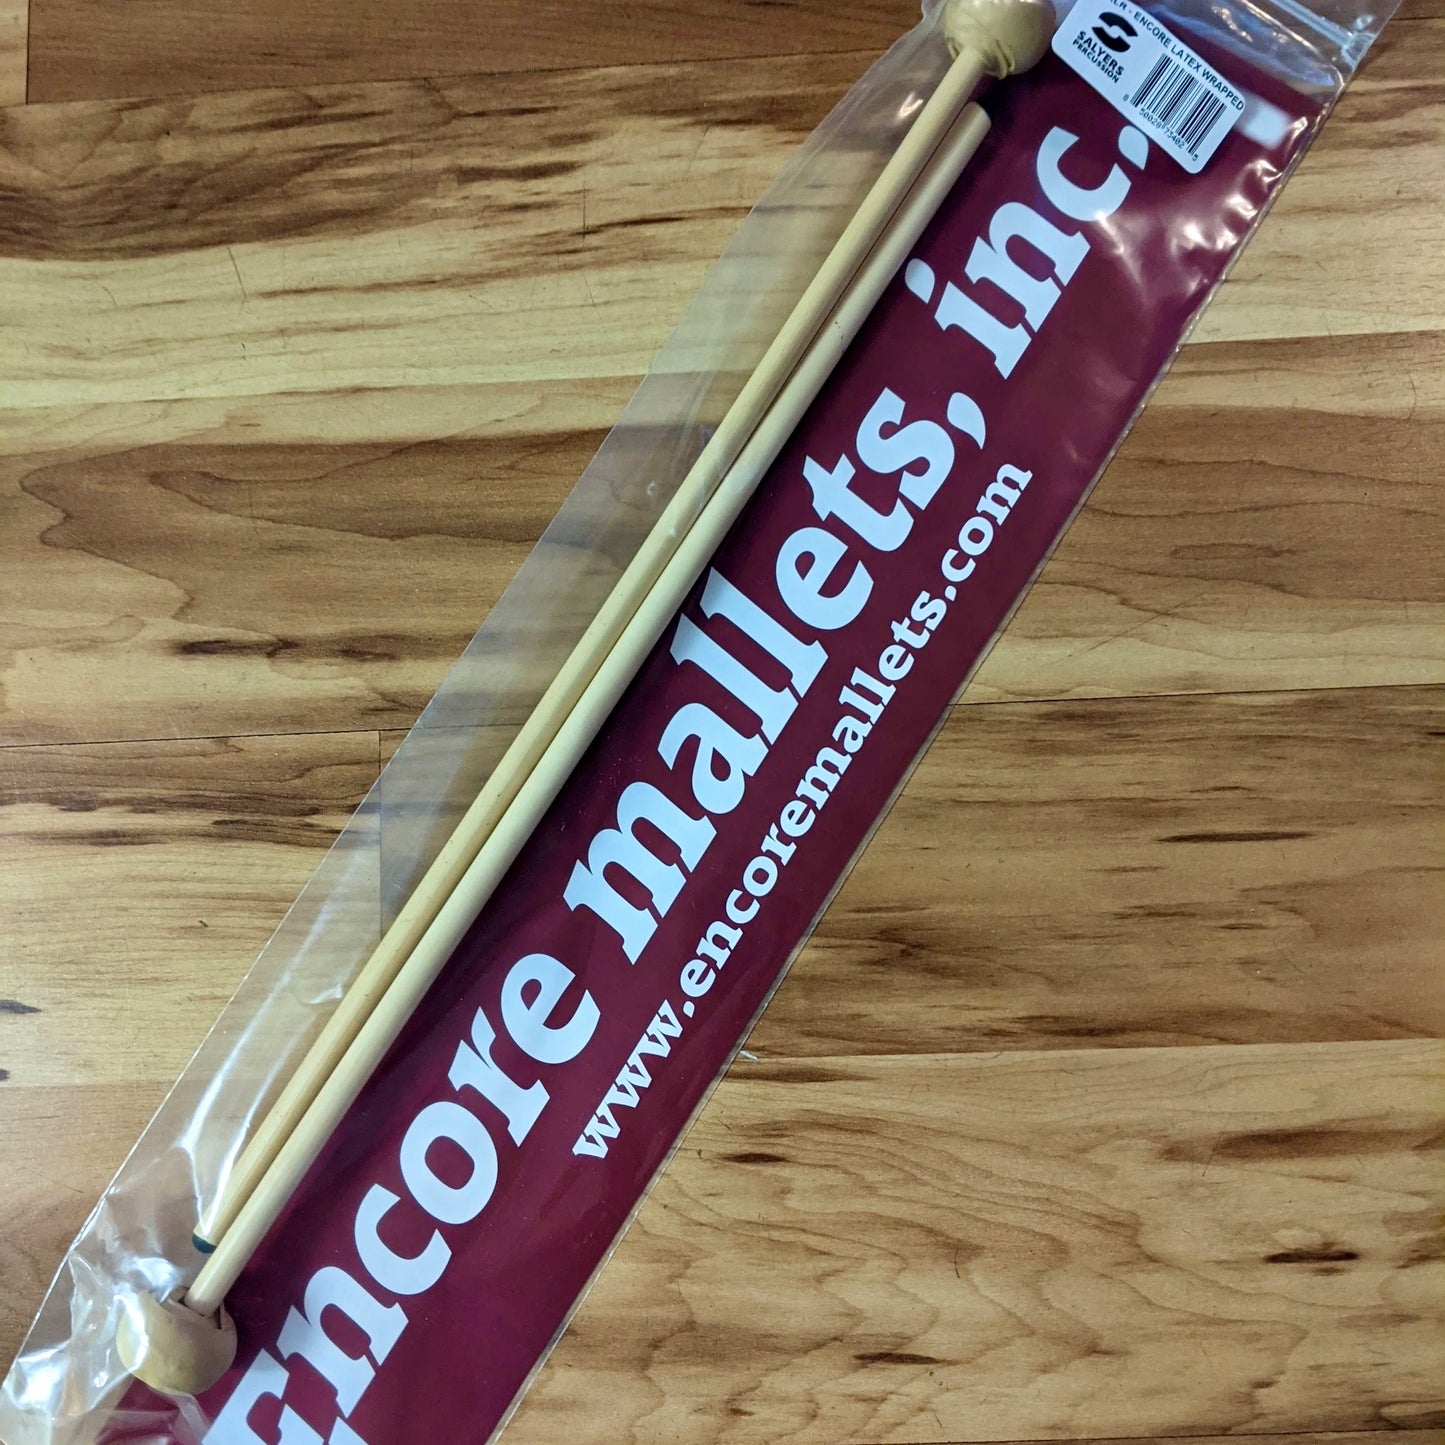 ENCORE LATEX WRAPPED
SALYERS
PERCUSSION
Encore mallets, inc.
www.encoremallets.com